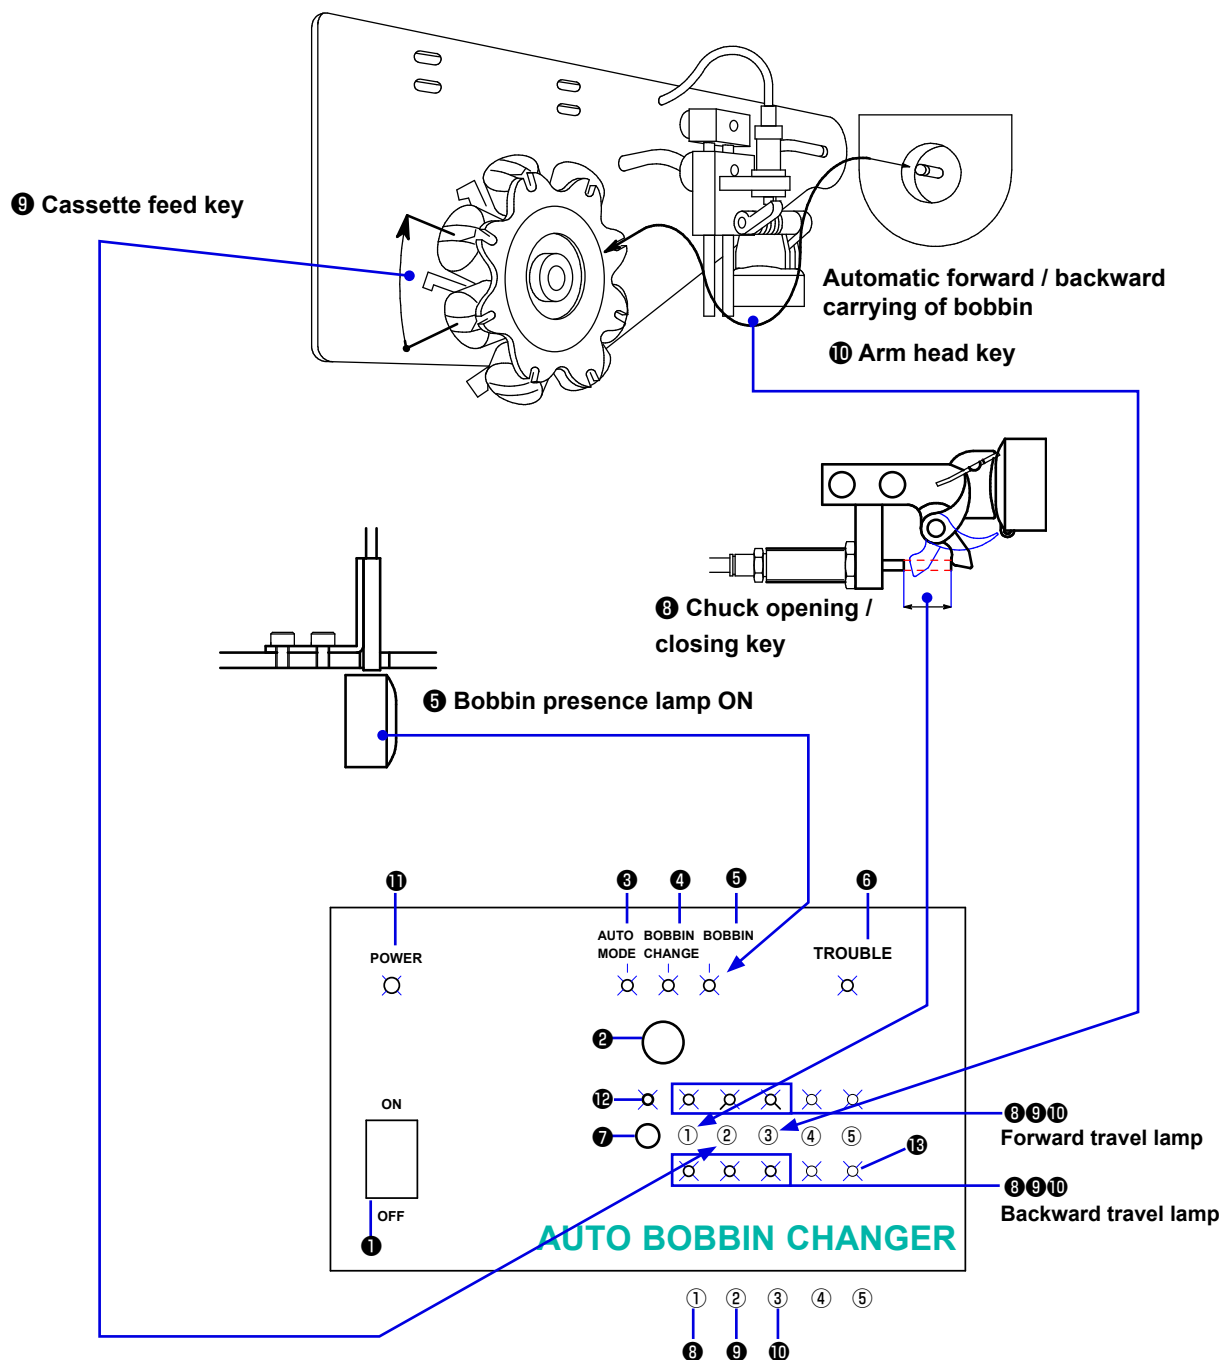 ❾ Cassette feed key
Automatic forward / backward
carrying of bobbin
❿ Arm head key
❽ Chuck opening /
closing key
❺ Bobbin presence lamp ON
⓫ ❸ ❹ ❺ ❻
AUTO MODE
BOBBIN CHANGE
BOBBIN
POWER
TROUBLE
❷
⓬
ON
❽❾❿
Forward travel lamp
❼ ① ② ③ ④ ⑤
⓭
❽❾❿
Backward travel lamp
OFF
❶
AUTO BOBBIN CHANGER
① ② ③ ④ ⑤
❽ ❾ ❿